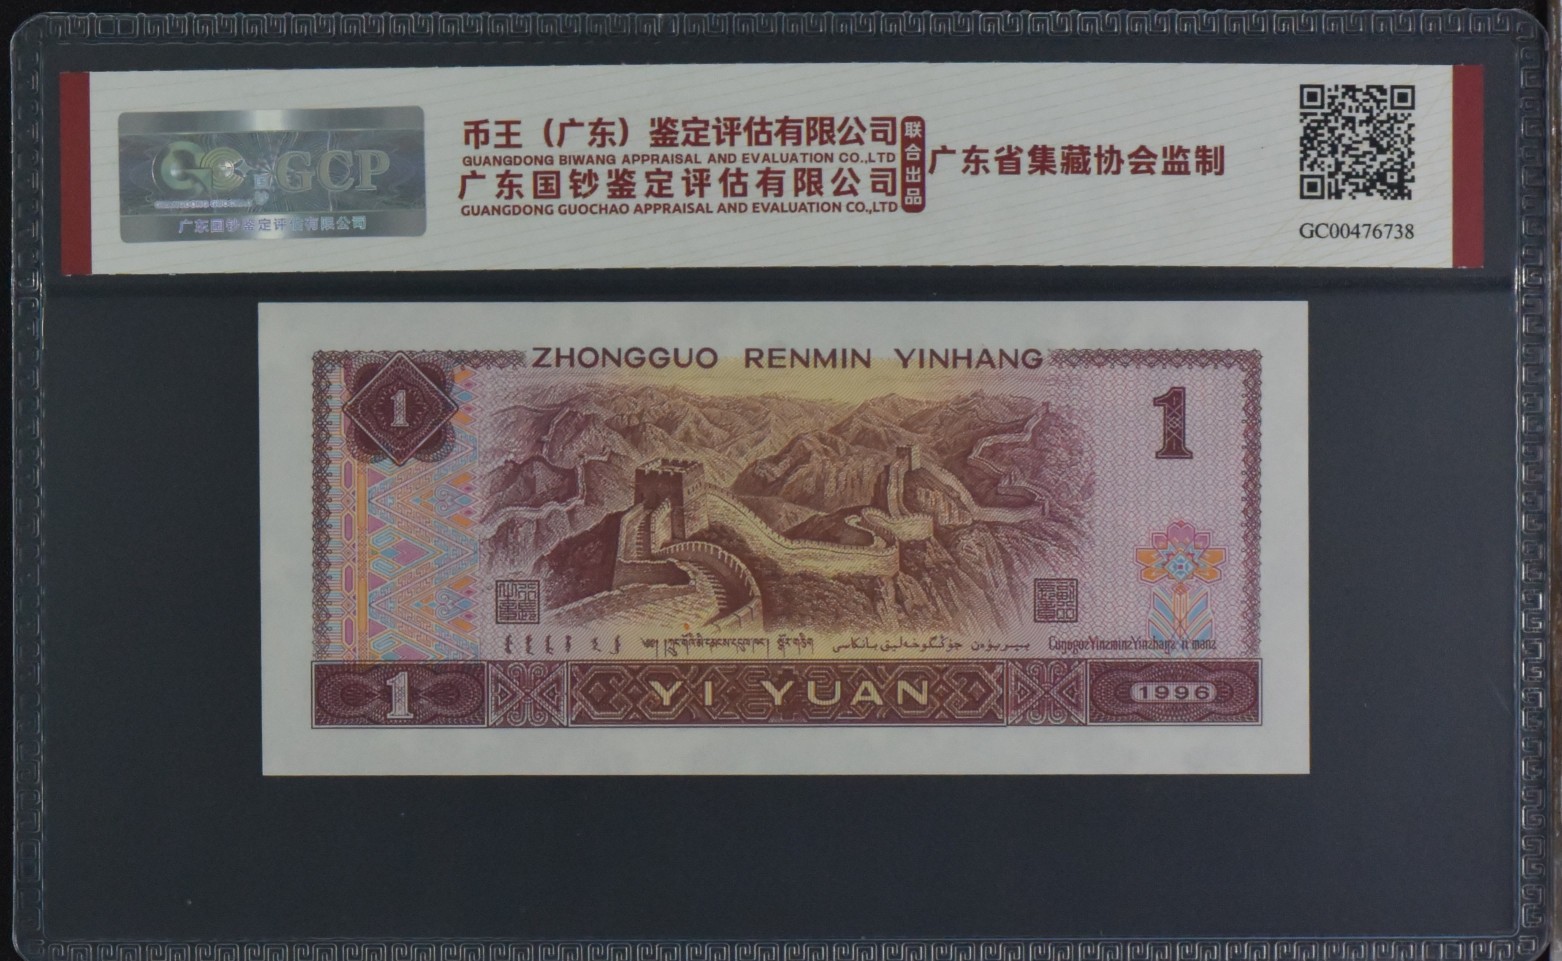 GCP
广东国钞鉴定评估有限公司
币王（广东）鉴定评估有限公司
GUANGDONG BIWANG APPRAISAL AND EVALUATION CO.,LTD
广东国钞鉴定评估有限公司
GUANGDONG GUOCHAO APPRAISAL AND EVALUATION CO.,LTD
联合出品
广东省集藏协会监制
GC00476738
ZHONGGUO RENMIN YINHANG
1
1
1
YI YUAN
1996